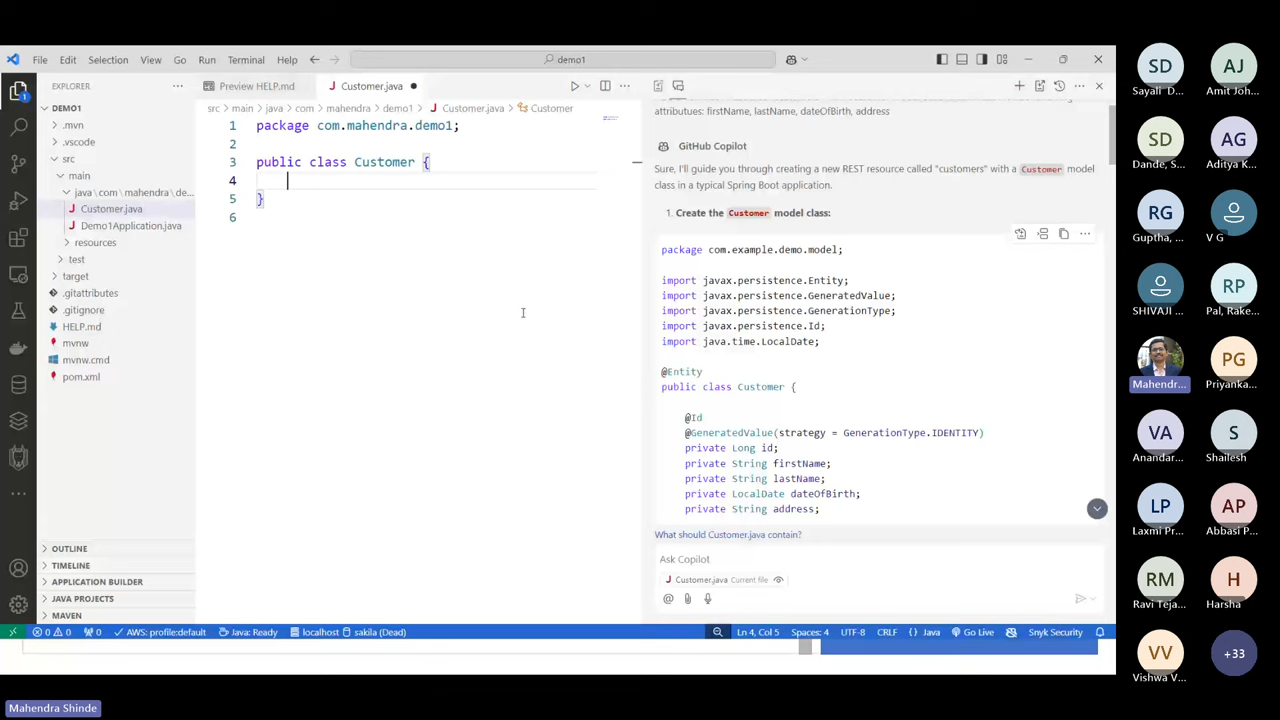 File Edit Selection View Go Run Terminal Help
demo1
EXPLORER
DEMO1
.mvn
.vscode
src
main
java\com\mahendra\de...
Customer.java
Demo1Application.java
resources
test
target
.gitattributes
.gitignore
HELP.md
mvnw
mvnw.cmd
pom.xml
OUTLINE
TIMELINE
APPLICATION BUILDER
JAVA PROJECTS
MAVEN
Preview HELP.md
Customer.java
src > main > java > com > mahendra > demo1 > Customer.java > Customer
1 package com.mahendra.demo1;
2
3 public class Customer {
4
5 }
6
attributues: firstName, lastName, dateOfBirth, address
GitHub Copilot
Sure, I'll guide you through creating a new REST resource called "customers" with a Customer model
class in a typical Spring Boot application.
1. Create the Customer model class:
package com.example.demo.model;
import javax.persistence.Entity;
import javax.persistence.GeneratedValue;
import javax.persistence.GenerationType;
import javax.persistence.Id;
import java.time.LocalDate;
@Entity
public class Customer {
@Id
@GeneratedValue(strategy = GenerationType.IDENTITY)
private Long id;
private String firstName;
private String lastName;
private LocalDate dateOfBirth;
private String address;
What should Customer.java contain?
Ask Copilot
Customer.java Current file
0 0 0 AWS: profile:default Java: Ready localhost sakila (Dead) Ln 4, Col 5 Spaces: 4 UTF-8 CRLF {} Java Go Live Snyk Security
SD AJ
Sayali. D... Amit Joh...
SD AG
Dande, S... Aditya K...
RG
Guptha, ... V G
RP
SHIVAJI ... Pal, Rake...
PG
Mahendr... Priyanka...
VA S
Anandar... Shailesh
LP AP
Laxmi Pr... Abbasi P...
RM H
Ravi Teja... Harsha
VV +33
Vishwa V...
Mahendra Shinde